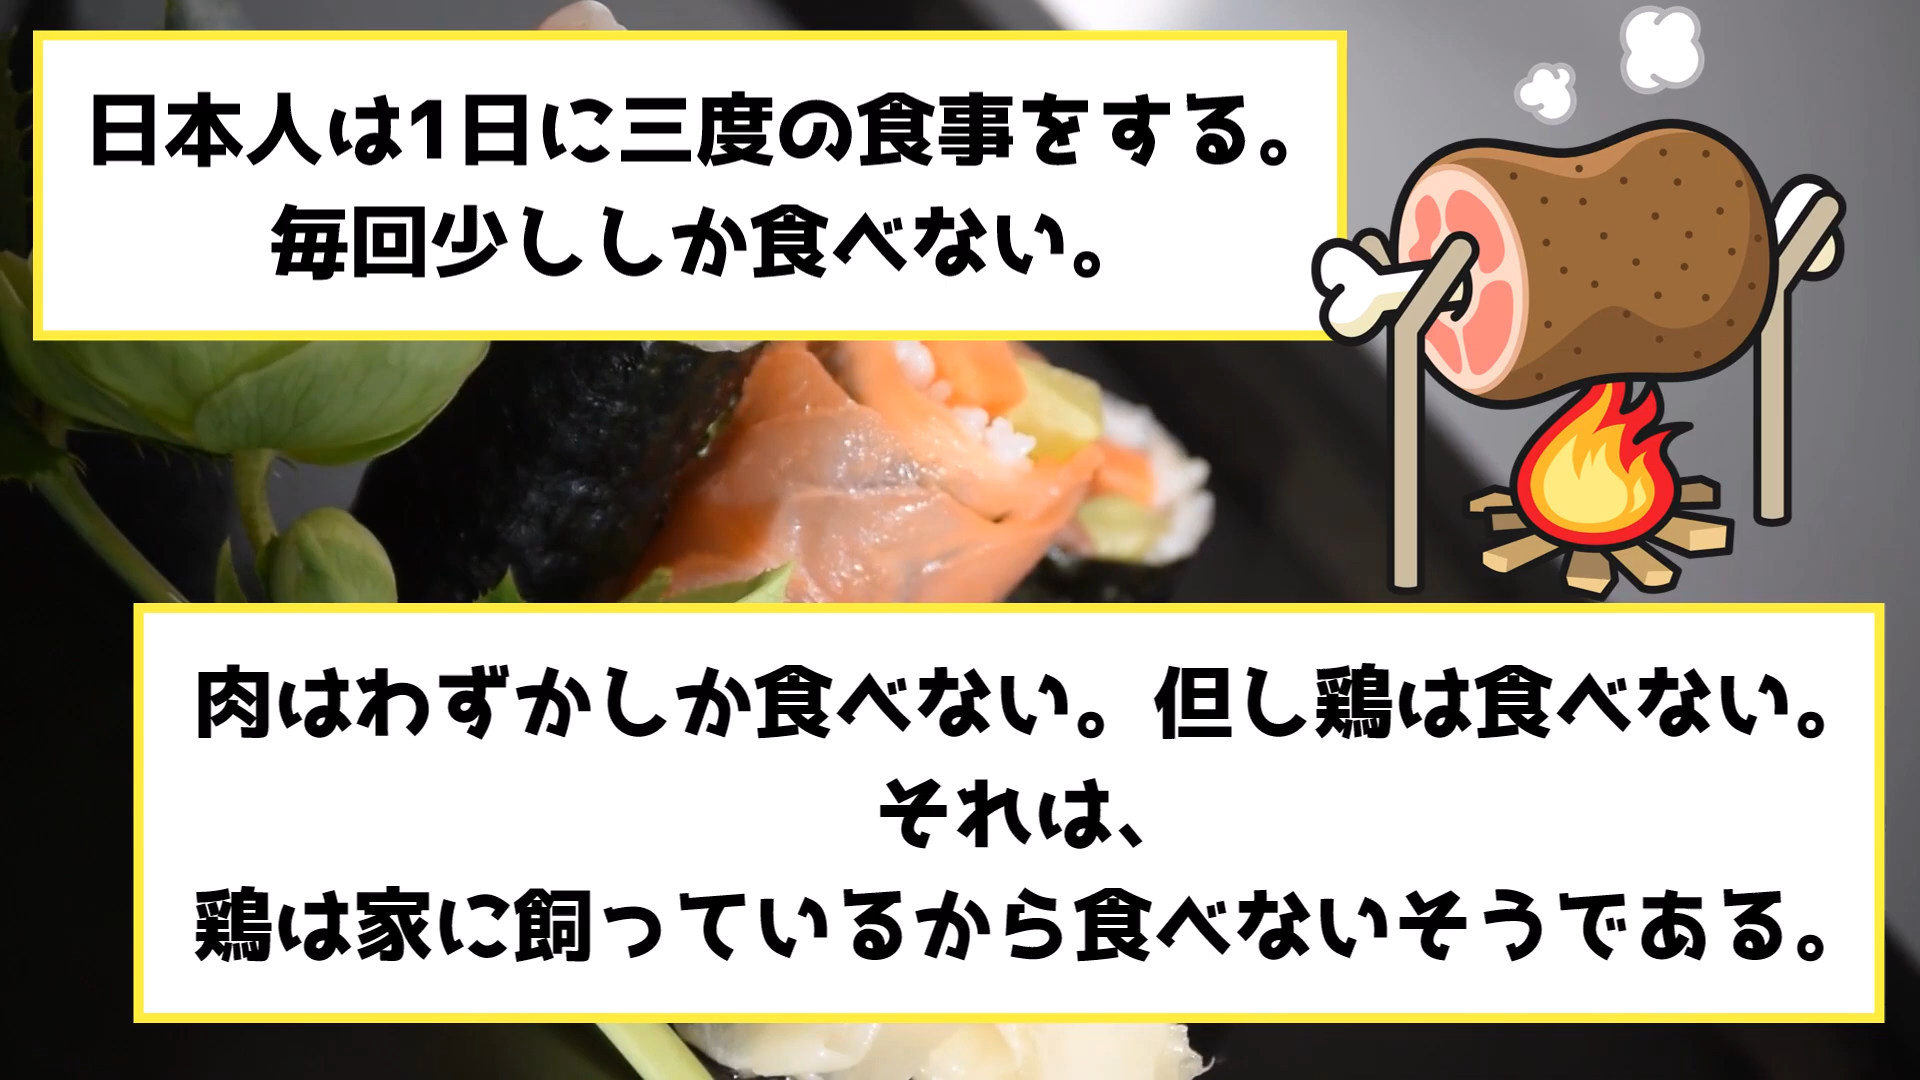 日本人は1日に三度の食事をする。
毎回少ししか食べない。
肉はわずかしか食べない。但し鶏は食べない。
それは、
鶏は家に飼っているから食べないそうである。